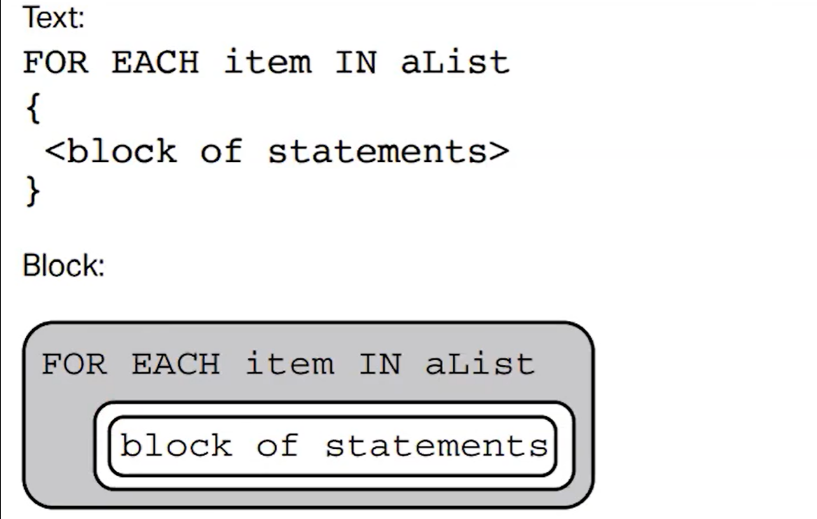 Text:
FOR EACH item IN aList
{
<block of statements>
}
Block:
FOR EACH item IN aList
block of statements